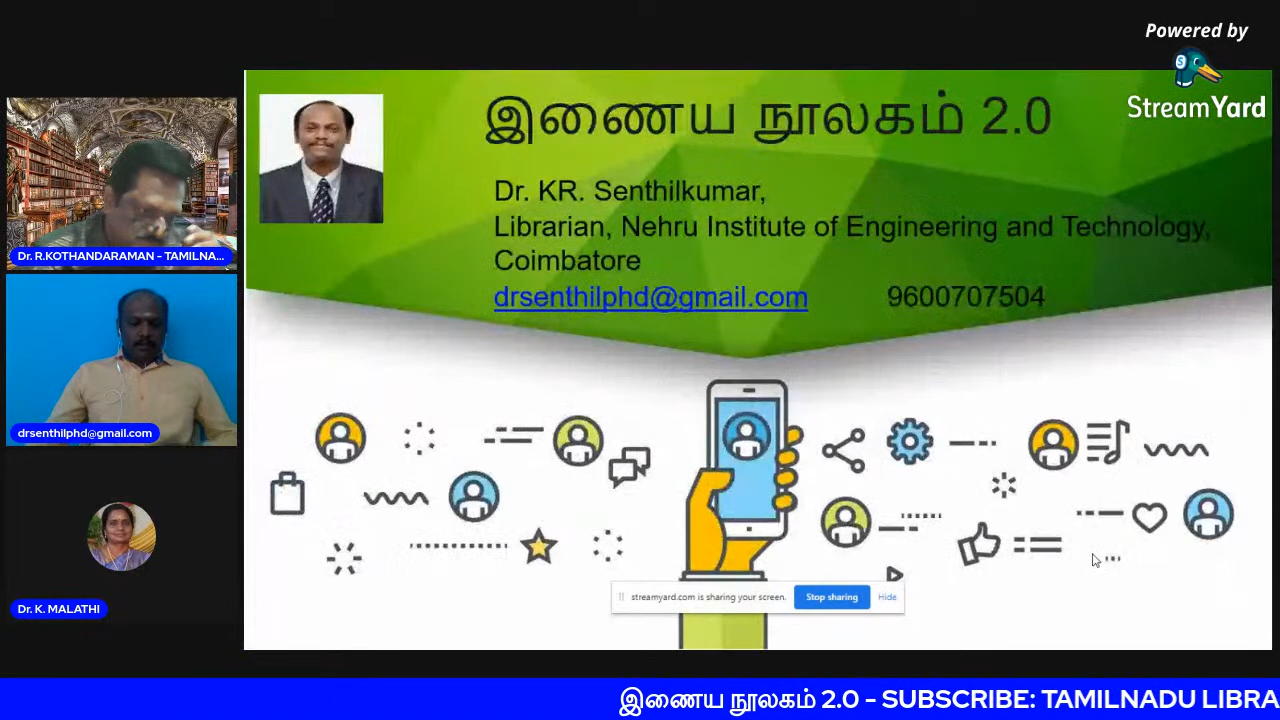 Powered by
StreamYard
இணைய நூலகம் 2.0
Dr. KR. Senthilkumar,
Librarian, Nehru Institute of Engineering and Technology,
Coimbatore
drsenthilphd@gmail.com 9600707504
Dr. R.KOTHANDARAMAN - TAMILNA...
drsenthilphd@gmail.com
Dr. K. MALATHI
streamyard.com is sharing your screen. Stop sharing Hide
இணைய நூலகம் 2.0 - SUBSCRIBE: TAMILNADU LIBRA